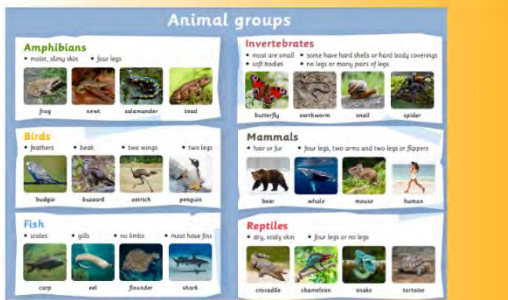 Animal groups
Amphibians
• moist, slimy skin • four legs
frog newt salamander toad
Invertebrates
• most are small • some have hard shells or hard body coverings
• soft bodies • no legs or many pairs of legs
butterfly earthworm snail spider
Birds
• feathers • beak • two wings • two legs
budgie buzzard ostrich penguin
Mammals
• hair or fur • four legs, two arms and two legs or flippers
bear whale mouse human
Fish
• scales • gills • no limbs • most have fins
carp eel flounder shark
Reptiles
• dry, scaly skin • four legs or no legs
crocodile chameleon snake tortoise